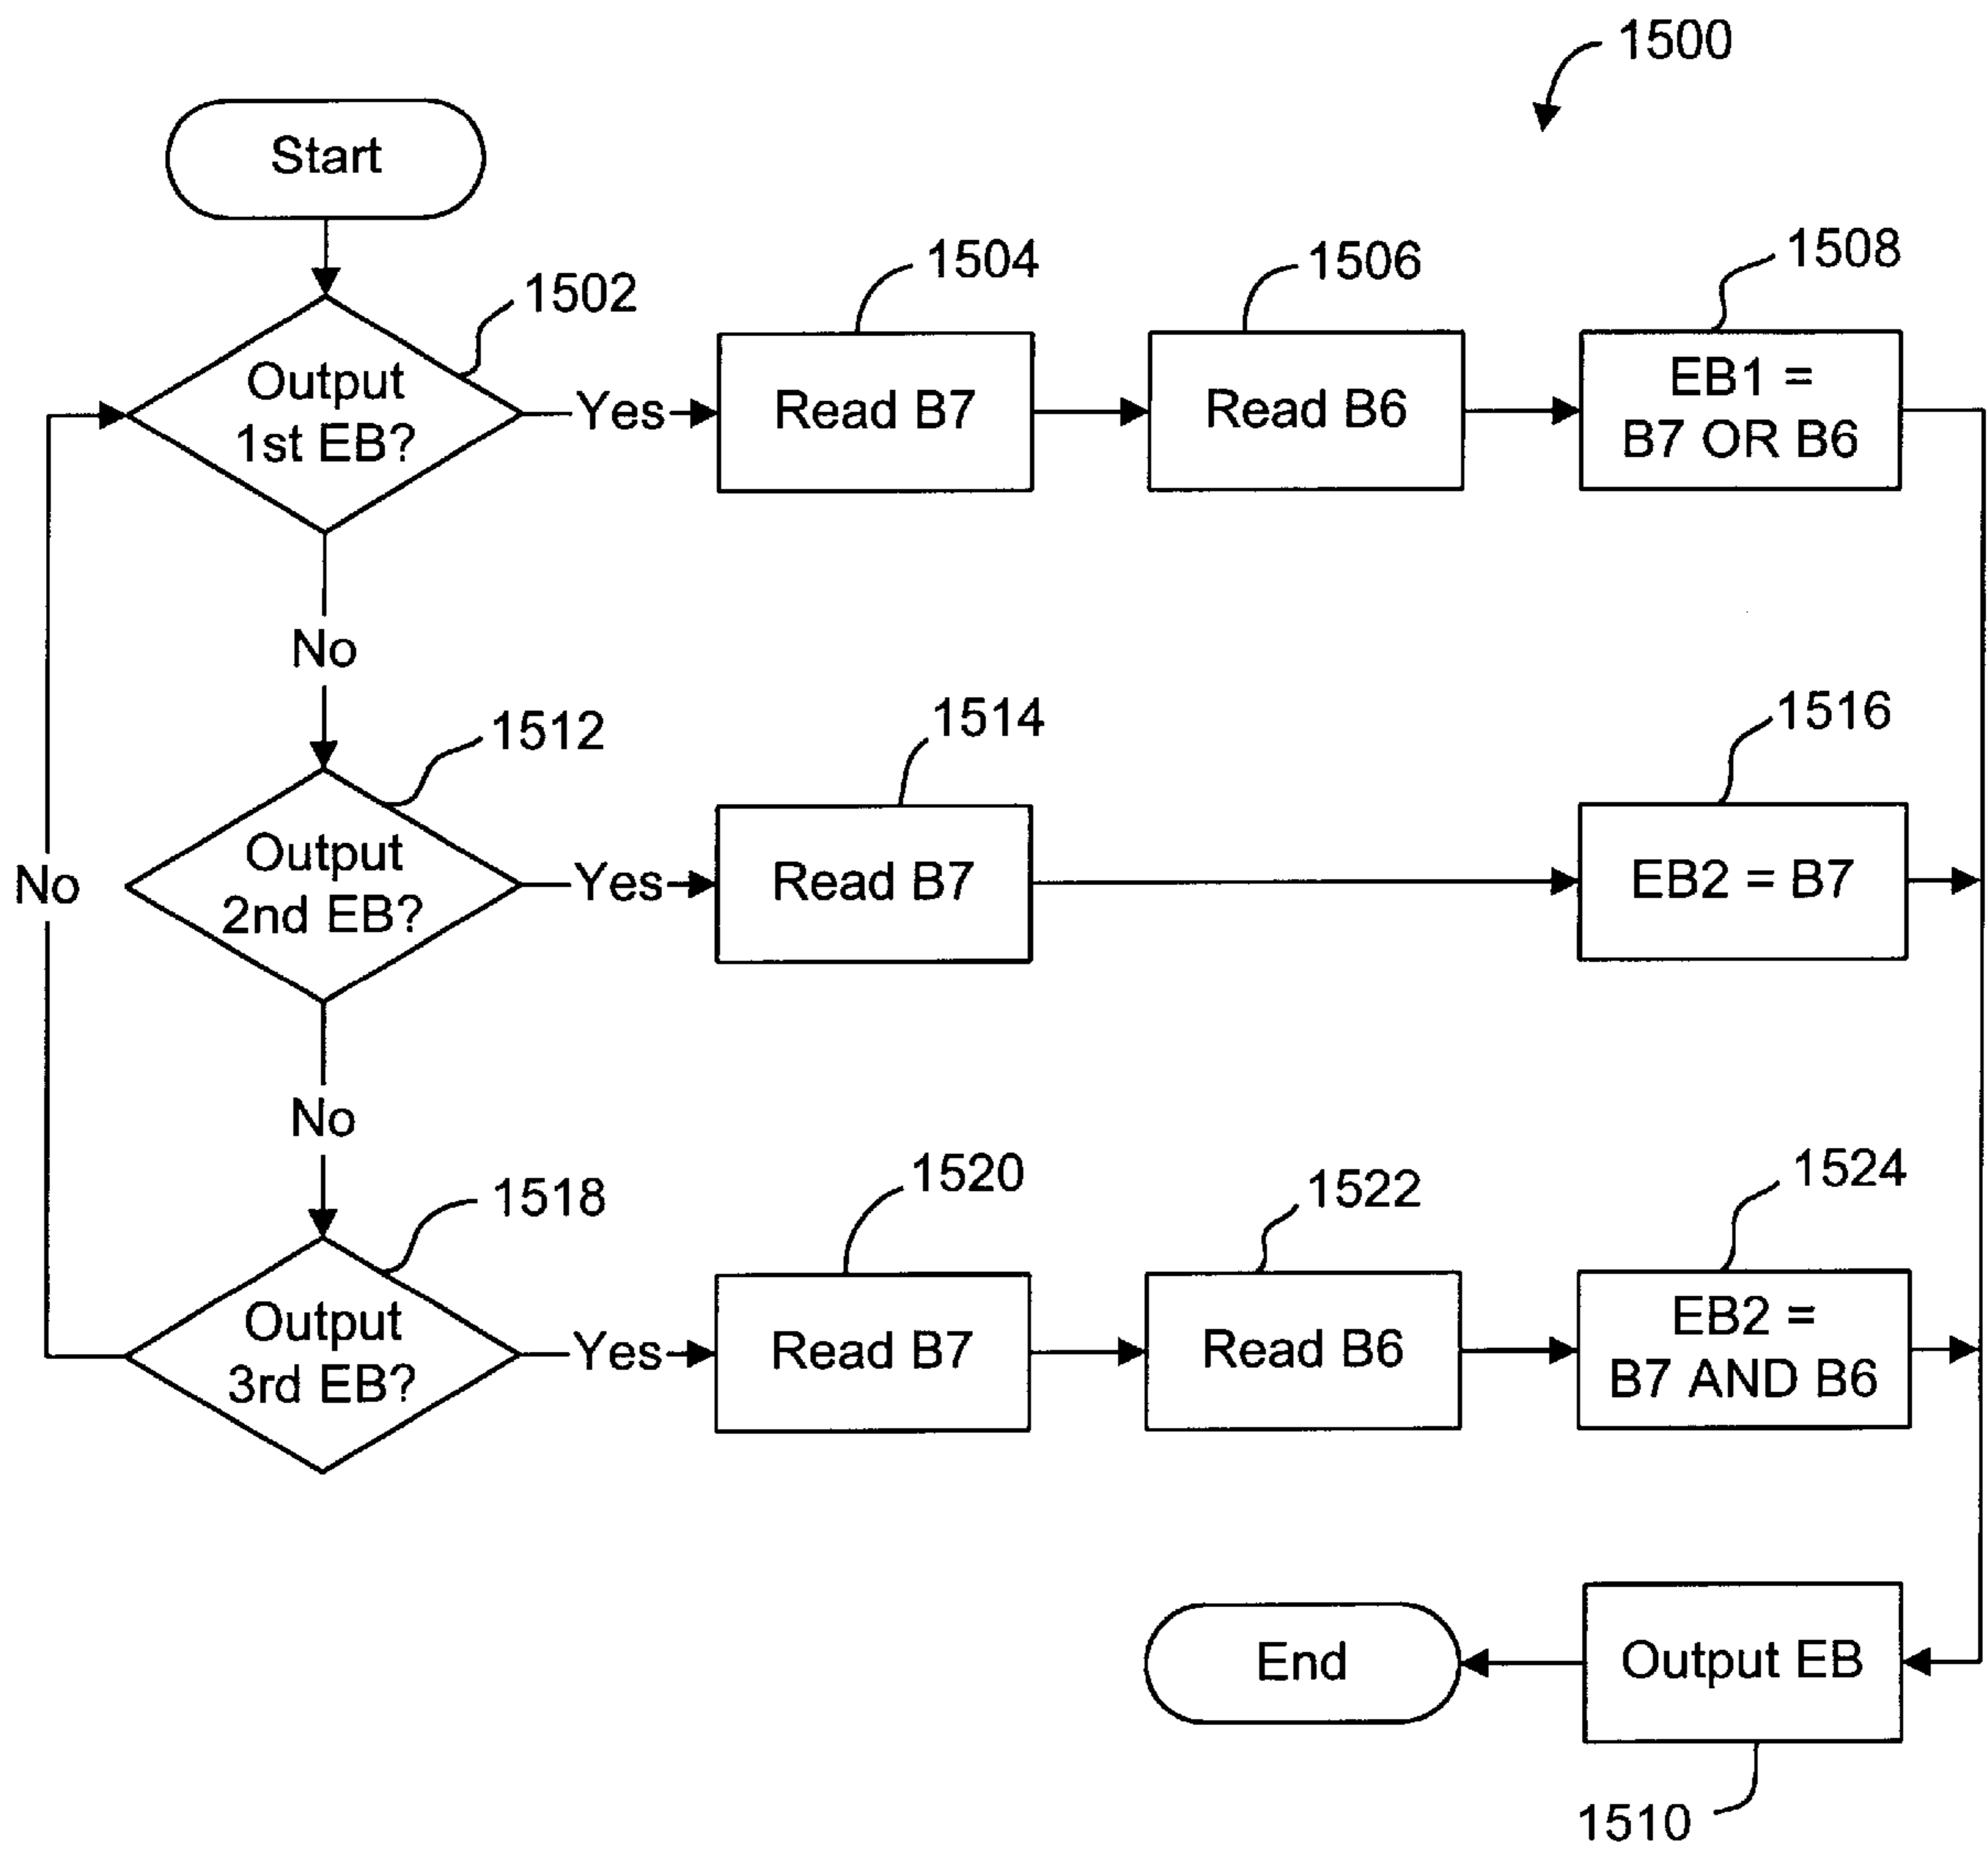 1500
Start
1502
1504
1506
1508
Output
1st EB?
Yes
Read B7
Read B6
EB1 =
B7 OR B6
No
1512
1514
1516
Output
2nd EB?
Yes
Read B7
EB2 = B7
No
No
1518
1520
1522
1524
Output
3rd EB?
Yes
Read B7
Read B6
EB2 =
B7 AND B6
End
Output EB
1510